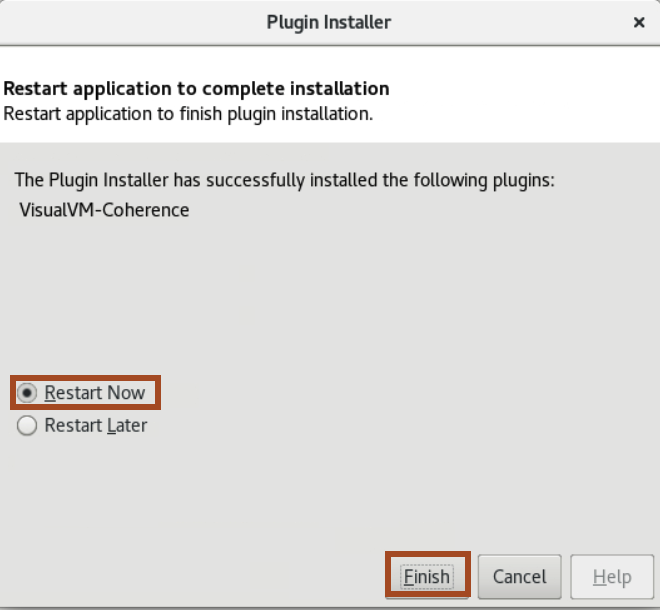 Plugin Installer
×
Restart application to complete installation
Restart application to finish plugin installation.
The Plugin Installer has successfully installed the following plugins:
VisualVM-Coherence
Restart Now
Restart Later
Finish Cancel Help